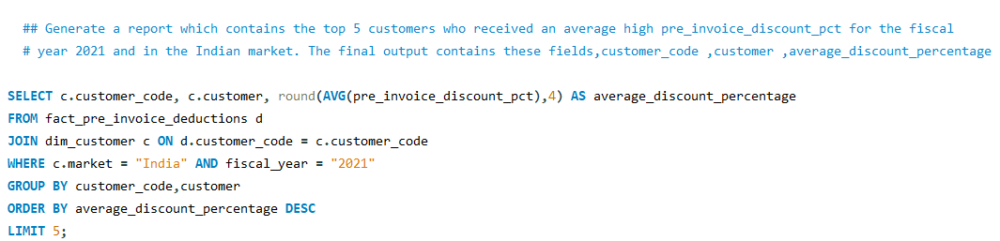 ## Generate a report which contains the top 5 customers who received an average high pre_invoice_discount_pct for the fiscal
# year 2021 and in the Indian market. The final output contains these fields,customer_code ,customer ,average_discount_percentage
SELECT c.customer_code, c.customer, round(AVG(pre_invoice_discount_pct),4) AS average_discount_percentage
FROM fact_pre_invoice_deductions d
JOIN dim_customer c ON d.customer_code = c.customer_code
WHERE c.market = "India" AND fiscal_year = "2021"
GROUP BY customer_code,customer
ORDER BY average_discount_percentage DESC
LIMIT 5;